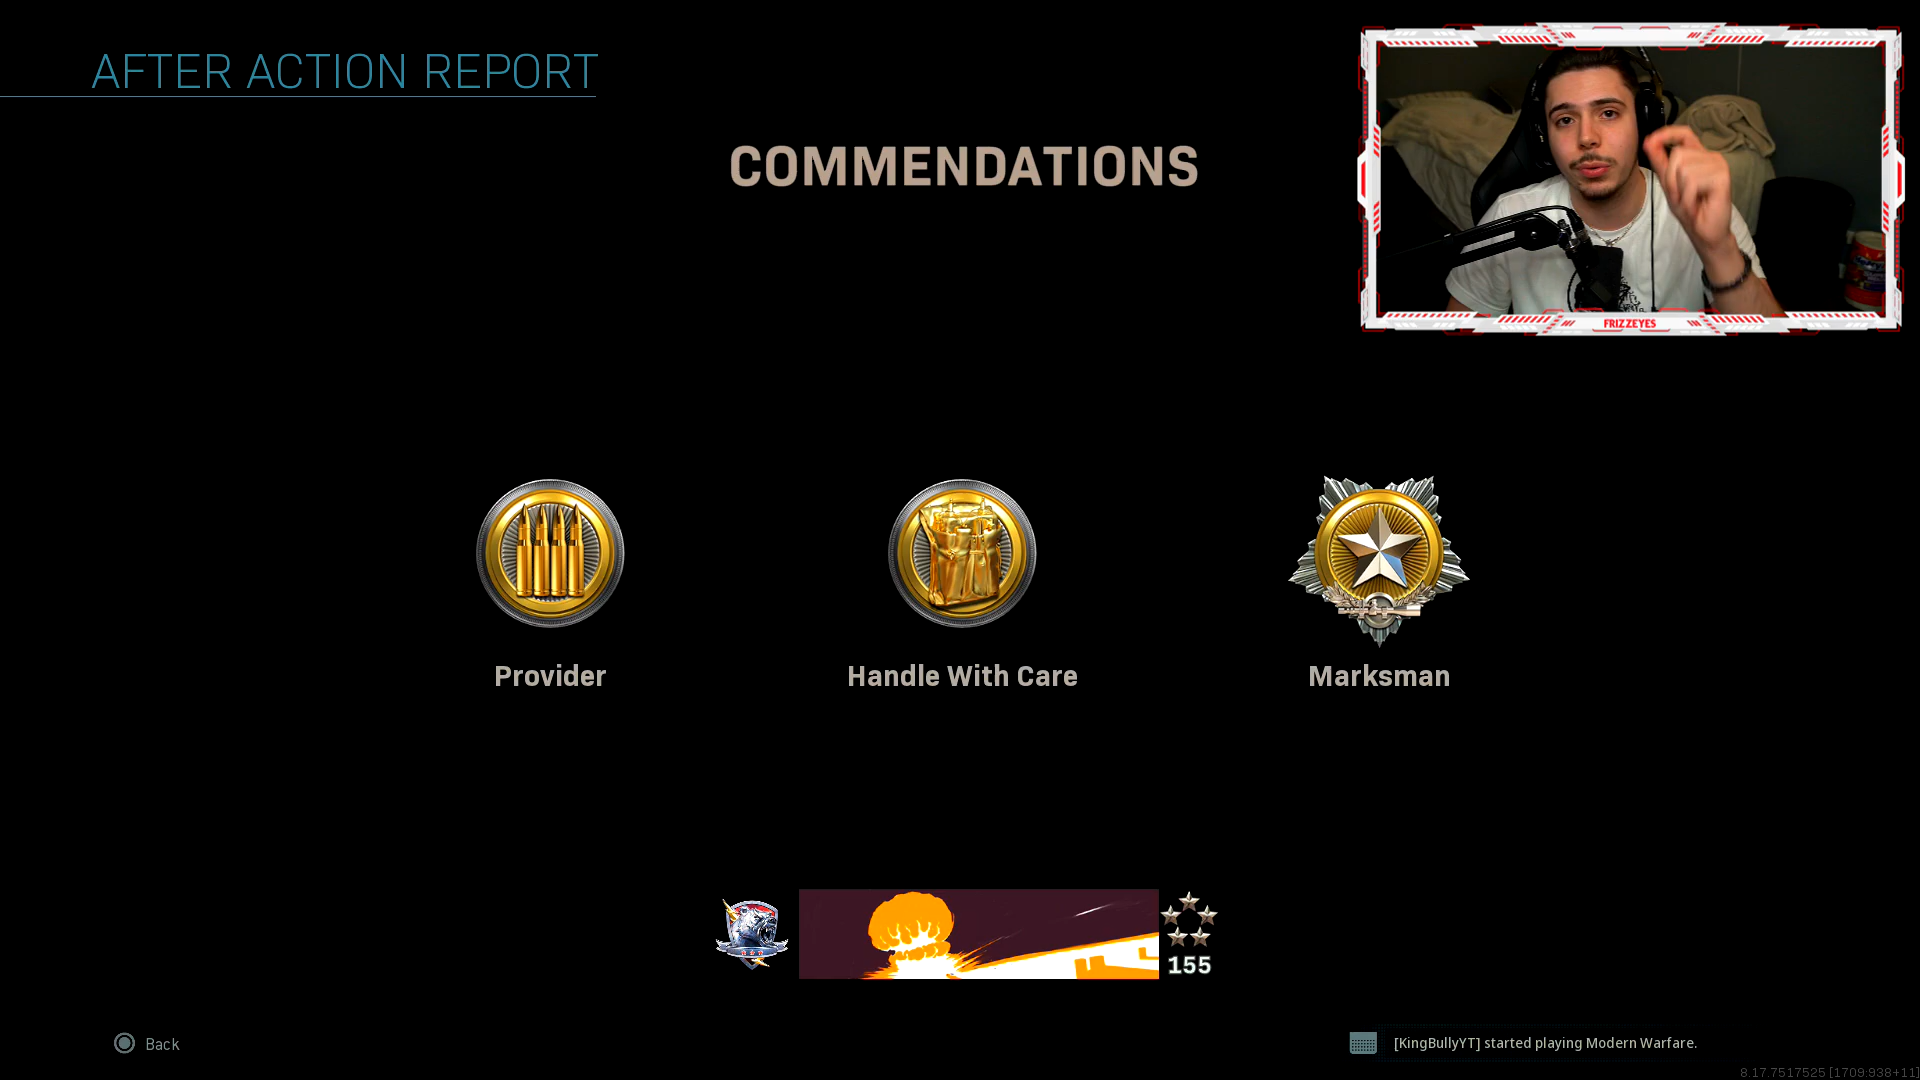 AFTER ACTION REPORT
COMMENDATIONS
FRIZZEYES
Provider
Handle With Care
Marksman
155
Back
[KingBullyYT] started playing Modern Warfare.
8.17.7517525 [1709:938+11]